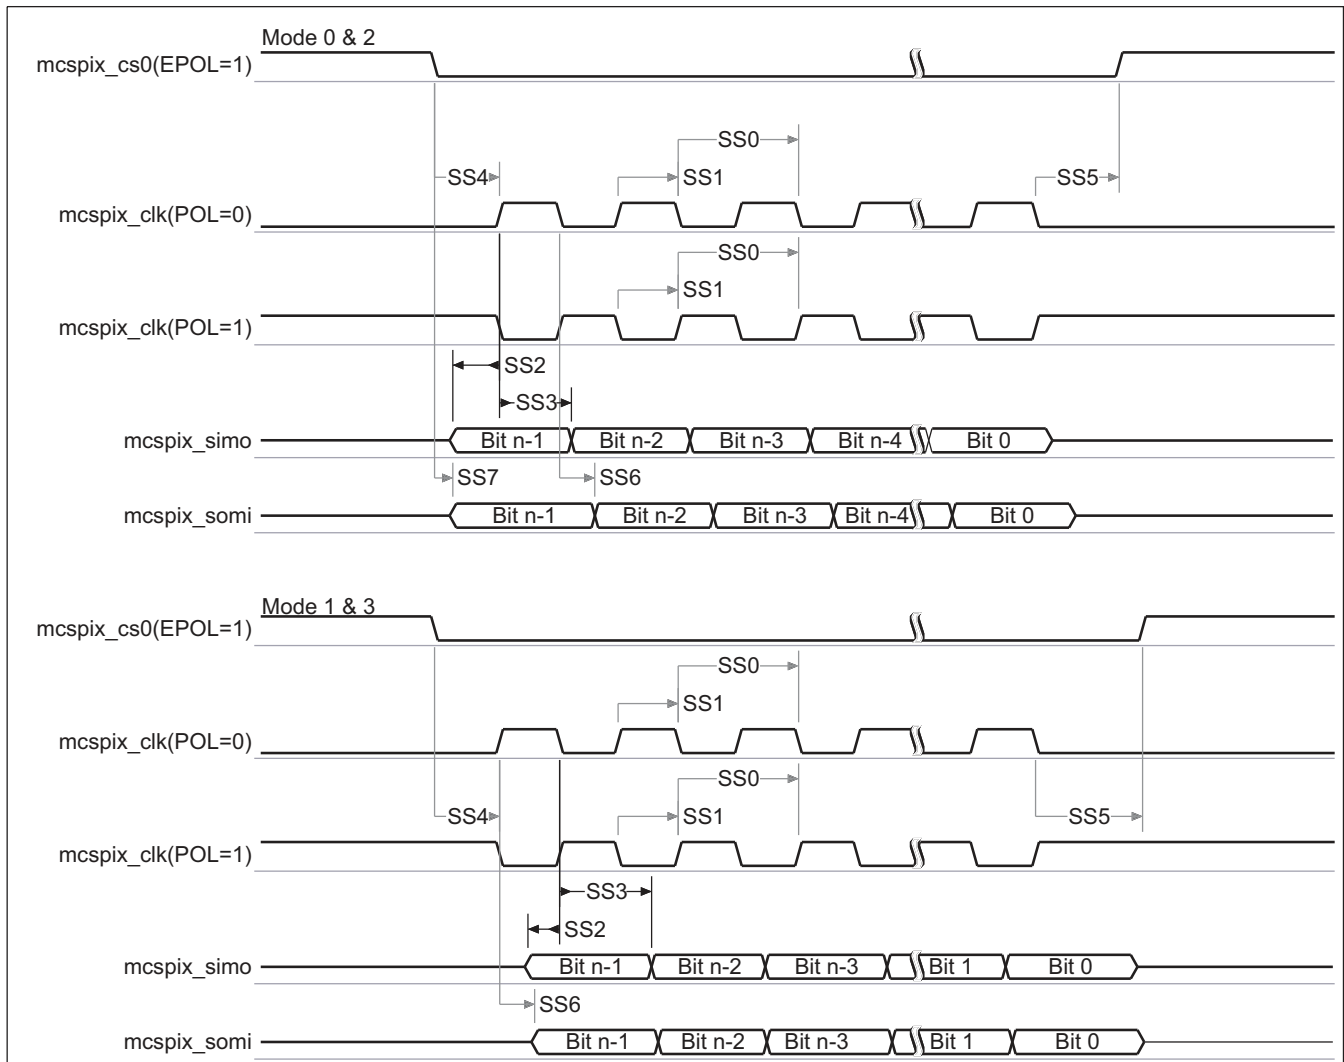 Mode 0 & 2
mcspix_cs0(EPOL=1)
SS0
SS4
SS1
SS5
mcspix_clk(POL=0)
SS0
SS1
mcspix_clk(POL=1)
SS2
SS3
mcspix_simo Bit n-1 Bit n-2 Bit n-3 Bit n-4 Bit 0
SS7 SS6
mcspix_somi Bit n-1 Bit n-2 Bit n-3 Bit n-4 Bit 0
Mode 1 & 3
mcspix_cs0(EPOL=1)
SS0
SS1
mcspix_clk(POL=0)
SS0
SS4 SS1 SS5
mcspix_clk(POL=1)
SS3
SS2
mcspix_simo Bit n-1 Bit n-2 Bit n-3 Bit 1 Bit 0
SS6
mcspix_somi Bit n-1 Bit n-2 Bit n-3 Bit 1 Bit 0